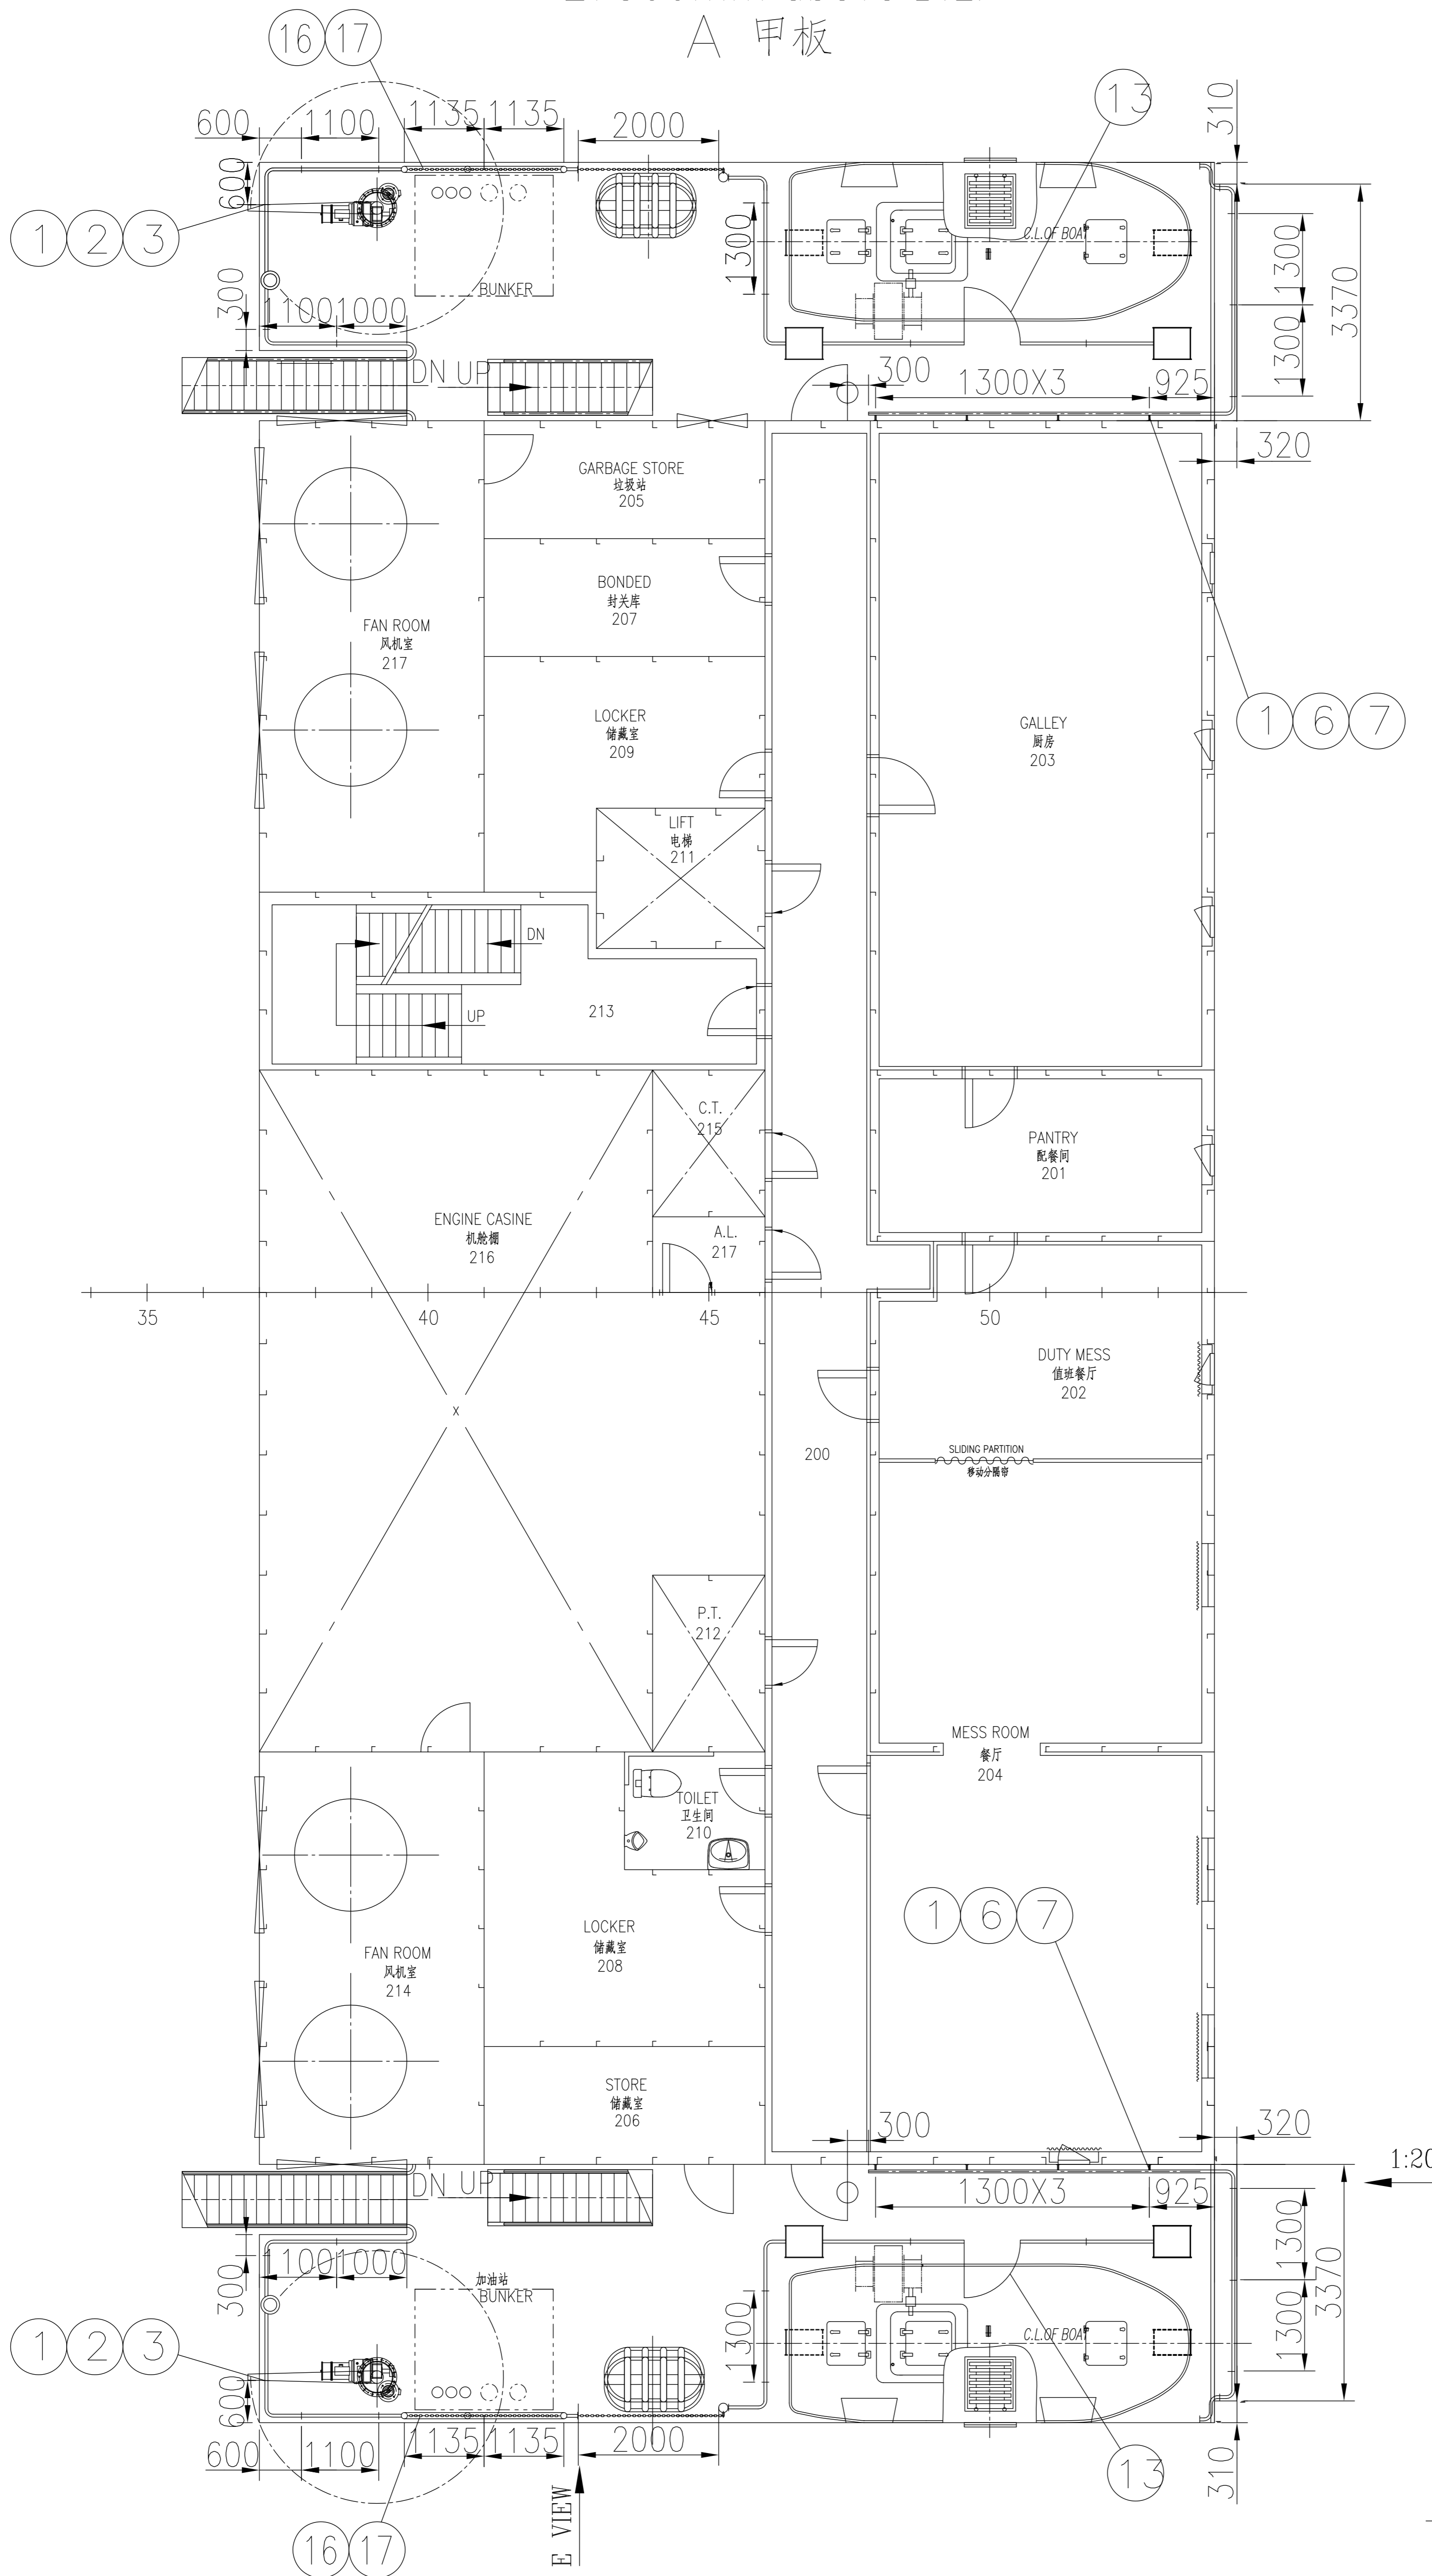 A 甲板
16 17
13
600
1100
1135
1135
2000
310
600
1 2 3
C.L.OF BOAT
1300
1300
3370
BUNKER
300
1100
1000
1300
DN UP
300
1300X3
925
320
GARBAGE STORE
垃圾站
205
BONDED
封关库
207
FAN ROOM
风机室
217
LOCKER
储藏室
209
GALLEY
厨房
203
1 6 7
LIFT
电梯
211
DN
UP
213
C.T.
215
PANTRY
配餐间
201
ENGINE CASINE
机舱棚
216
A.L.
217
35
40
45
50
DUTY MESS
值班餐厅
202
X
200
SLIDING PARTITION
移动分隔帘
P.T.
212
MESS ROOM
餐厅
204
TOILET
卫生间
210
LOCKER
储藏室
208
1 6 7
FAN ROOM
风机室
214
STORE
储藏室
206
300
320
1:20
DN UP
1300X3
925
1300
3370
300
1100
1000
加油站
BUNKER
1300
1300
C.L.OF BOAT
1 2 3
600
600
1100
1135
1135
2000
13
310
E VIEW
16 17